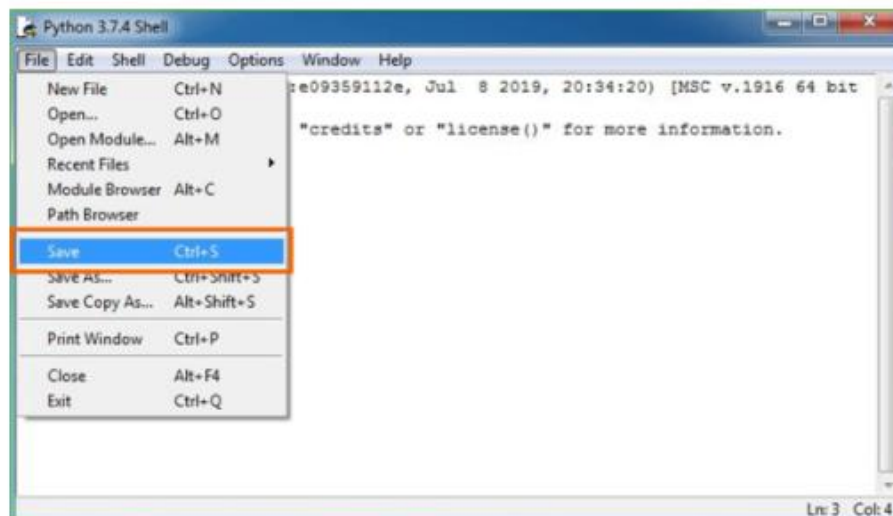 Python 3.7.4 Shell
File Edit Shell Debug Options Window Help
New File Ctrl+N
:e09359112e, Jul 8 2019, 20:34:20) [MSC v.1916 64 bit
Open... Ctrl+O
"credits" or "license()" for more information.
Open Module... Alt+M
Recent Files
Module Browser Alt+C
Path Browser
Save Ctrl+S
Save As... Ctrl+Shift+S
Save Copy As... Alt+Shift+S
Print Window Ctrl+P
Close Alt+F4
Exit Ctrl+Q
Ln: 3 Col: 4